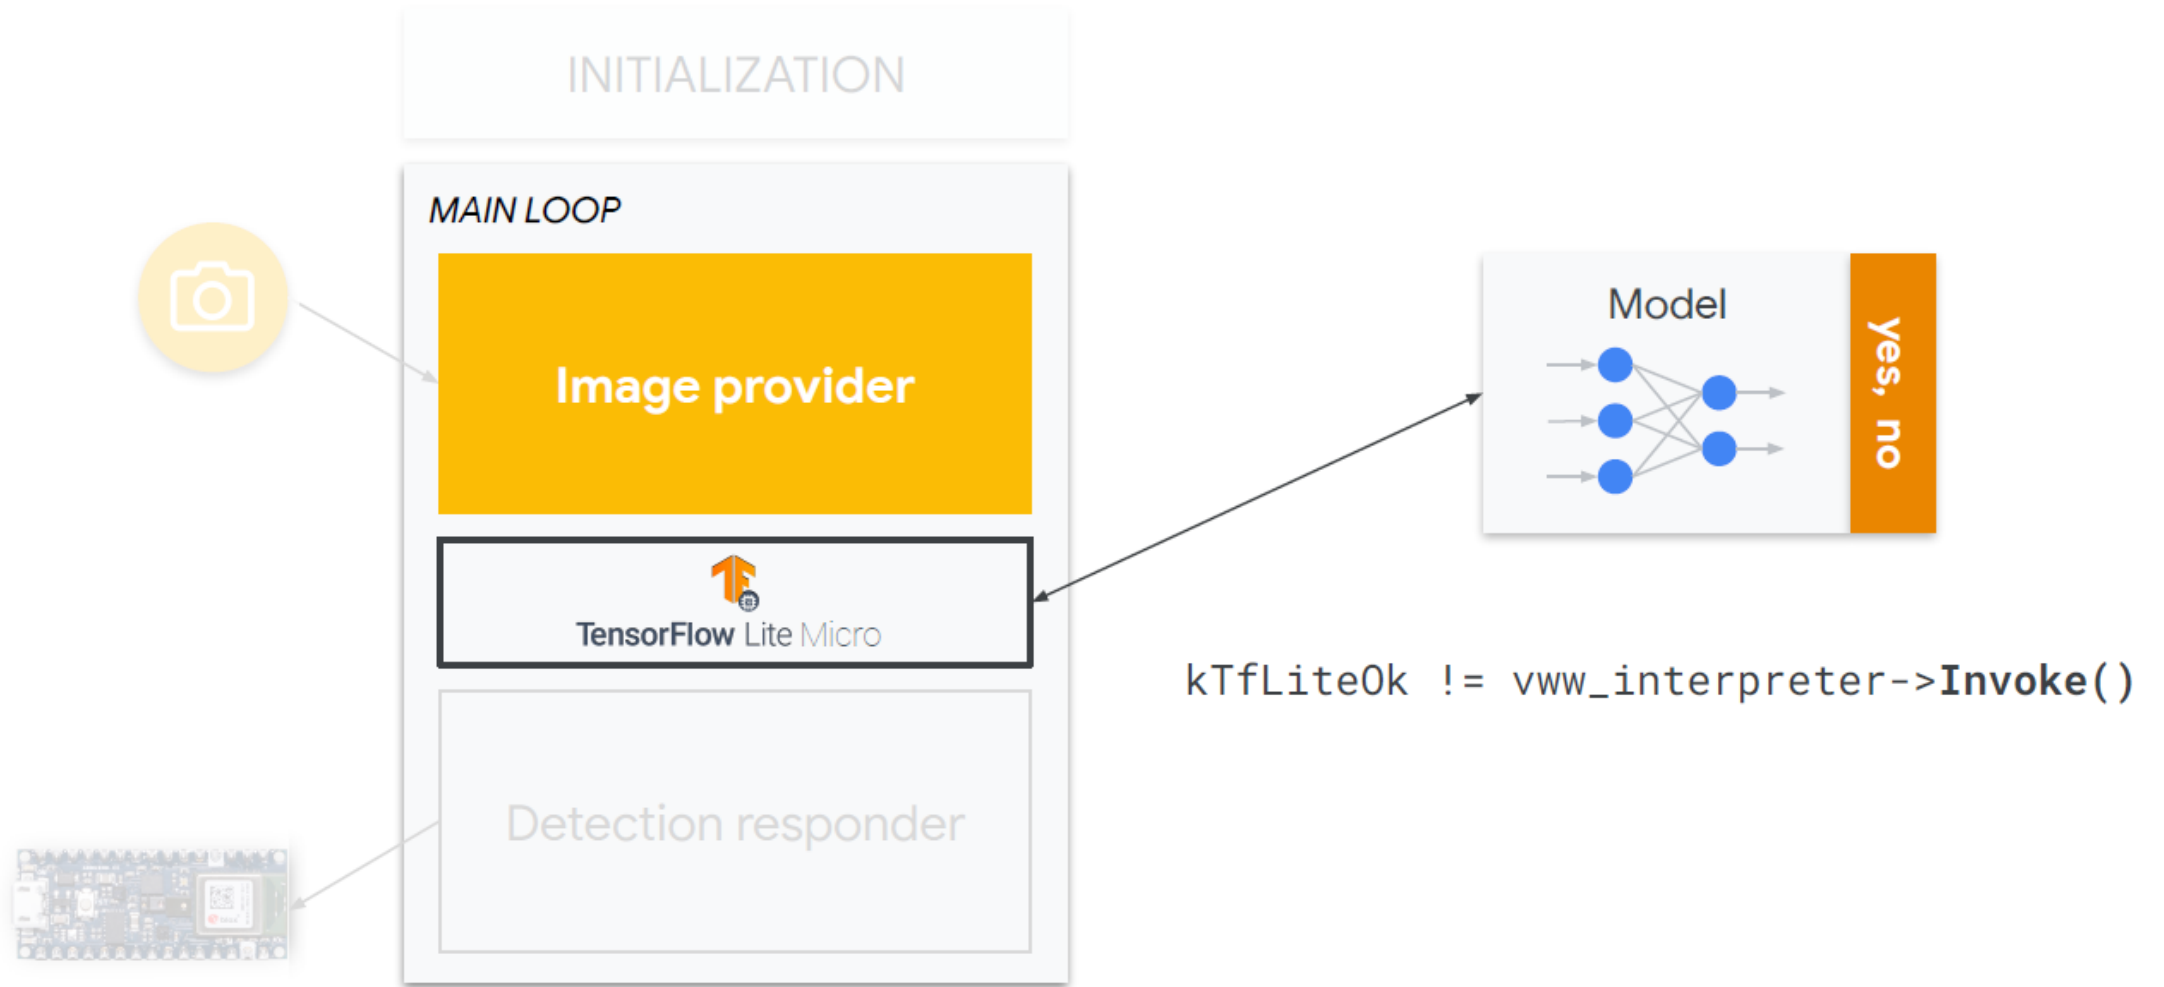 INITIALIZATION
MAIN LOOP
Image provider
Model
yes, no
TensorFlow Lite Micro
kTfLiteOk != vww_interpreter->Invoke()
Detection responder